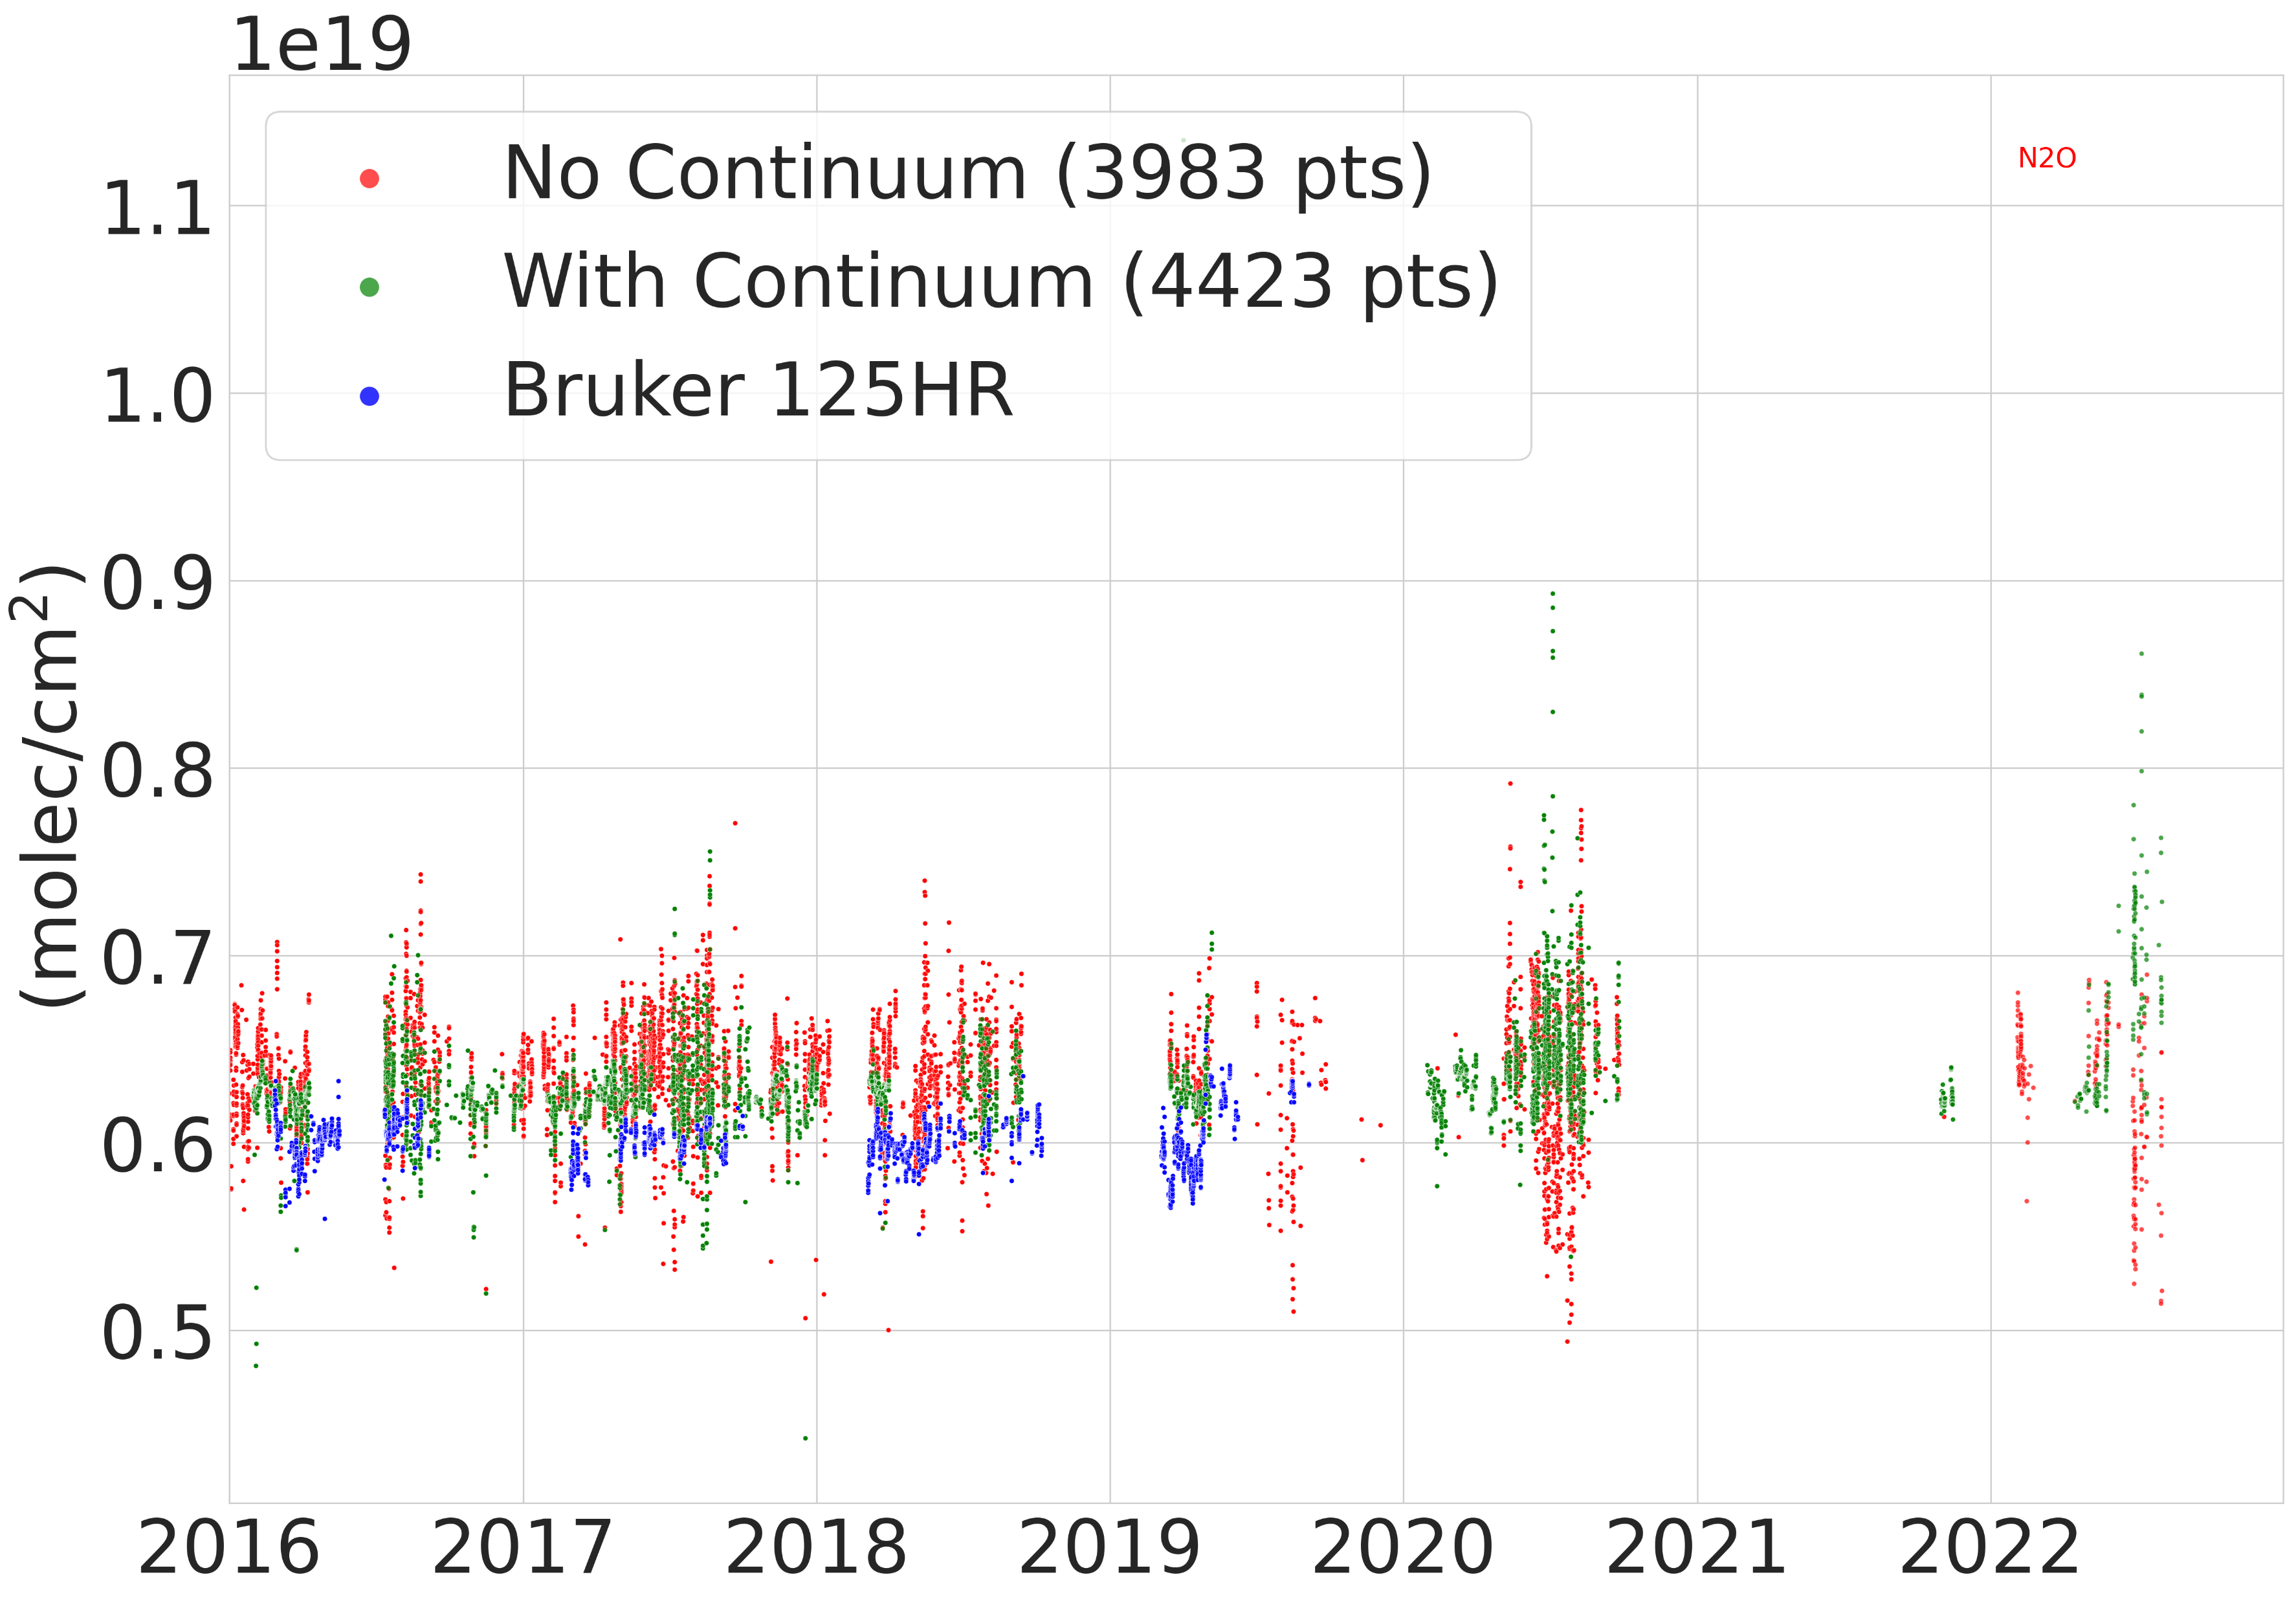 1e19
N2O
No Continuum (3983 pts)
With Continuum (4423 pts)
Bruker 125HR
(molec/cm²)
1.1
1.0
0.9
0.8
0.7
0.6
0.5
2016 2017 2018 2019 2020 2021 2022